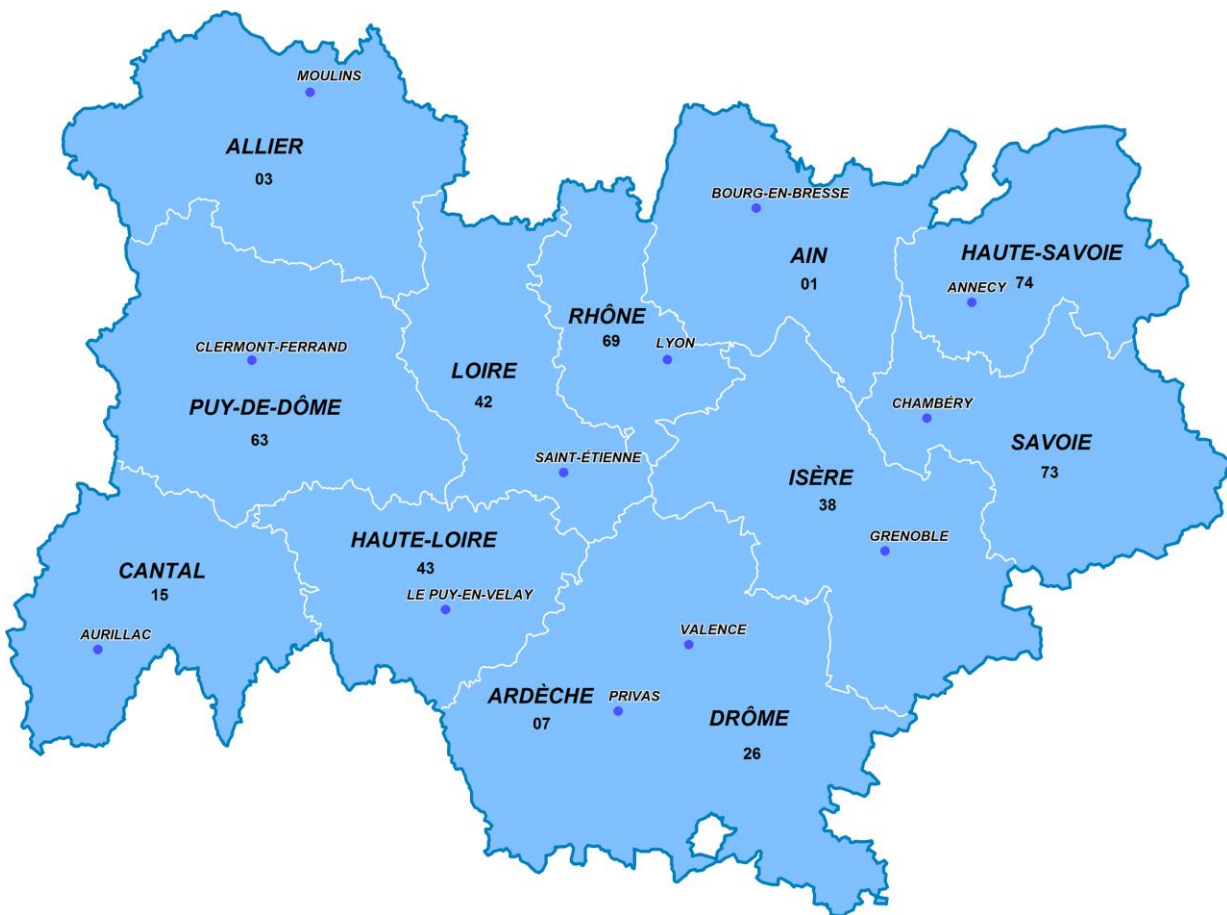 MOULINS
ALLIER
03
BOURG-EN-BRESSE
AIN
01
HAUTE-SAVOIE
74
ANNECY
RHÔNE
69
LYON
CLERMONT-FERRAND
PUY-DE-DÔME
63
LOIRE
42
SAINT-ÉTIENNE
CHAMBÉRY
SAVOIE
73
ISÈRE
38
GRENOBLE
HAUTE-LOIRE
43
LE PUY-EN-VELAY
CANTAL
15
AURILLAC
VALENCE
ARDÈCHE
07
PRIVAS
DRÔME
26